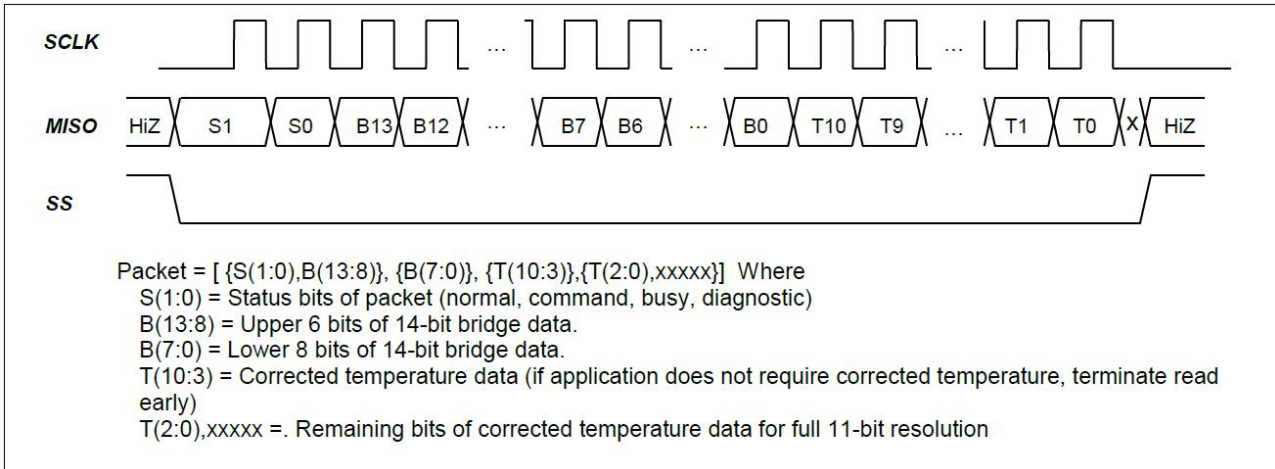 SCLK ... ... ...
MISO HiZ S1 S0 B13 B12 ... B7 B6 ... B0 T10 T9 ... T1 T0 X HiZ
SS
Packet = [ {S(1:0),B(13:8)}, {B(7:0)}, {T(10:3)},{T(2:0),xxxxx}] Where
S(1:0) = Status bits of packet (normal, command, busy, diagnostic)
B(13:8) = Upper 6 bits of 14-bit bridge data.
B(7:0) = Lower 8 bits of 14-bit bridge data.
T(10:3) = Corrected temperature data (if application does not require corrected temperature, terminate read
early)
T(2:0),xxxxx =. Remaining bits of corrected temperature data for full 11-bit resolution